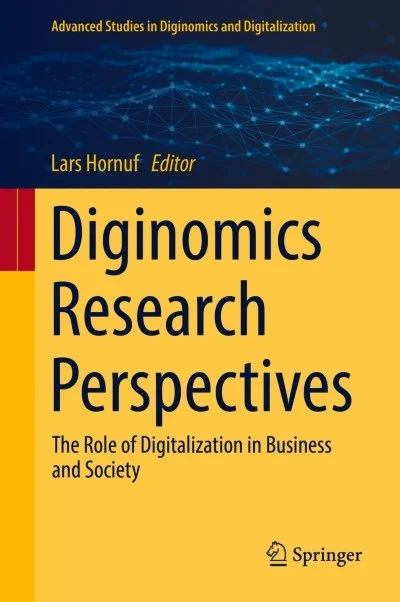 Advanced Studies in Diginomics and Digitalization
Lars Hornuf Editor
Diginomics
Research
Perspectives
The Role of Digitalization in Business
and Society
Springer